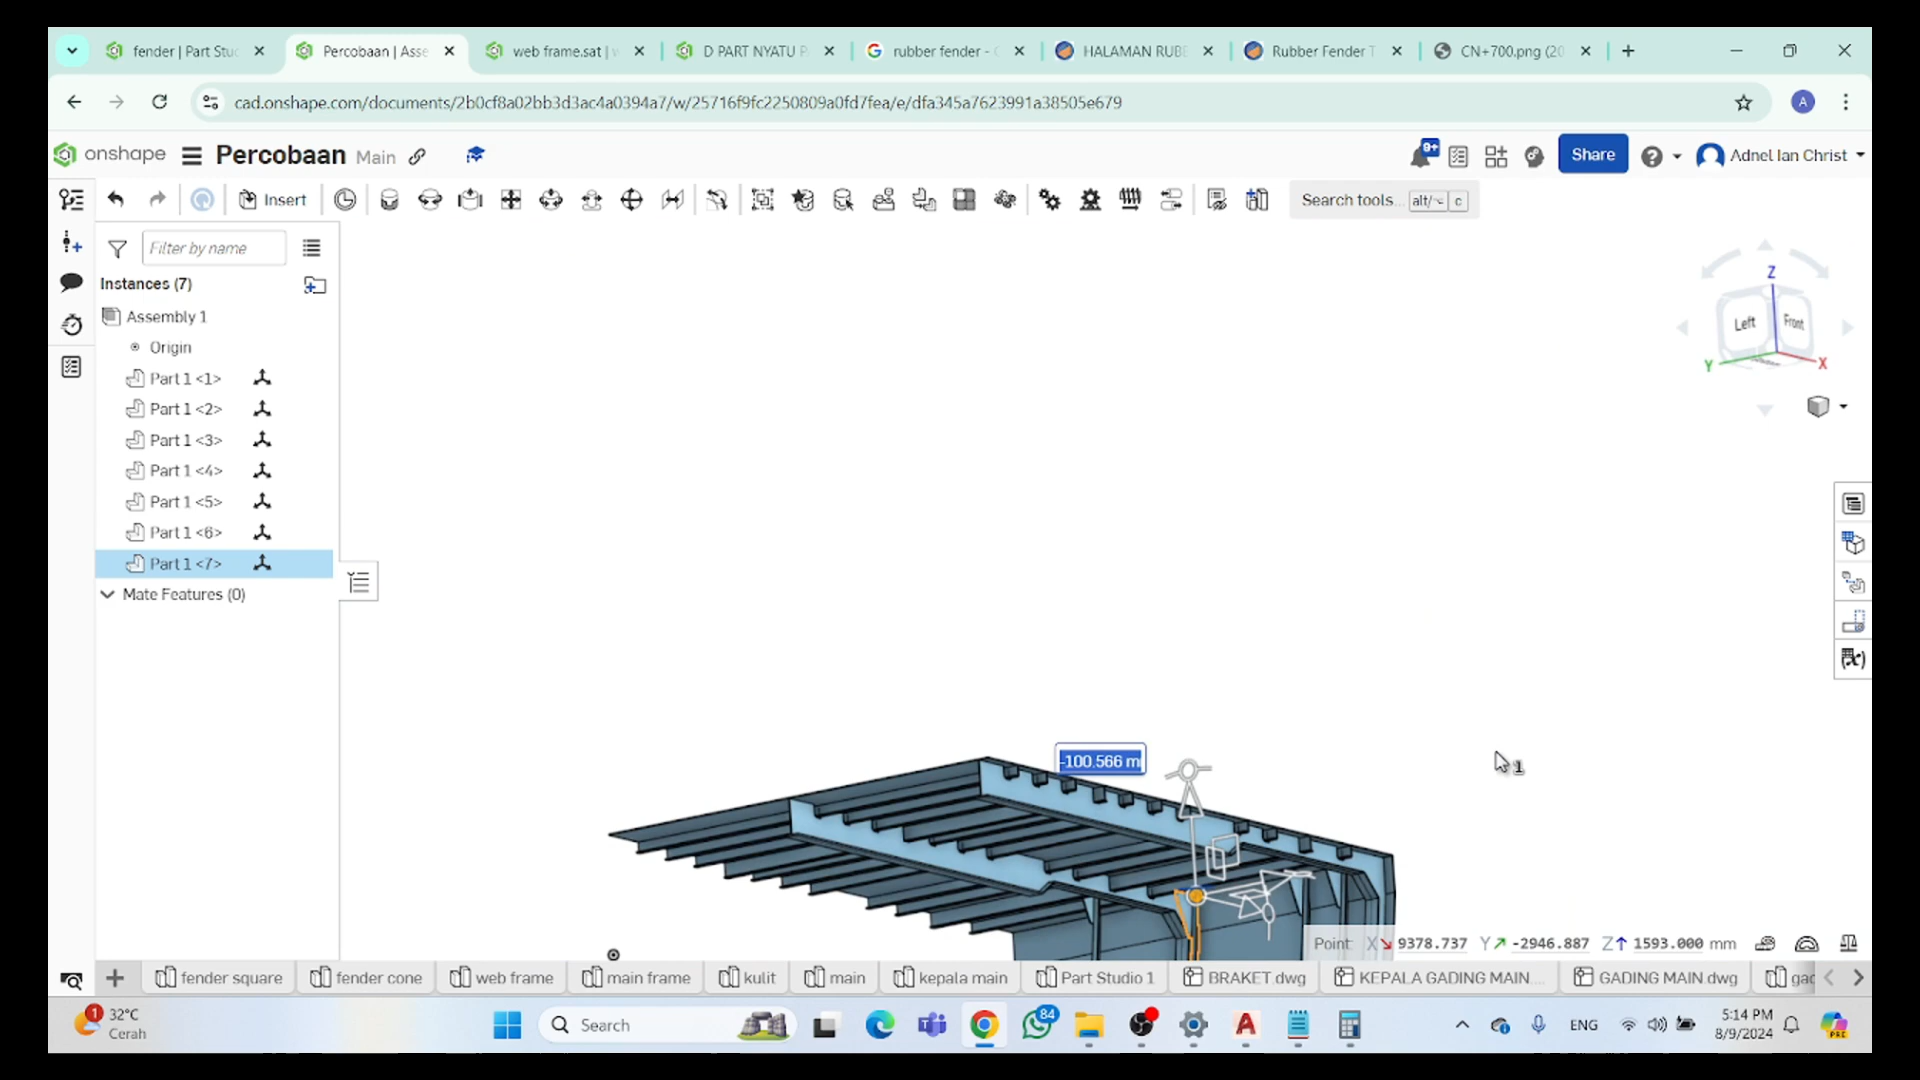 fender | Part Stu
Percobaan | Asse
web frame.sat | w
D PART NYATU P
rubber fender -
HALAMAN RUBE
Rubber Fender T
CN+700.png (20
cad.onshape.com/documents/2b0cf8a02bb3d3ac4a0394a7/w/25716f9fc2250809a0fd7fea/e/dfa345a7623991a38505e679
A
onshape
Percobaan Main
9+
Share
Adnel Ian Christ
Insert
Search tools... alt/⌥ c
Filter by name
Instances (7)
Assembly 1
Origin
Part 1 <1>
Part 1 <2>
Part 1 <3>
Part 1 <4>
Part 1 <5>
Part 1 <6>
Part 1 <7>
Mate Features (0)
Z
Left
Front
Y
X
-100.566 m
1
Point X 9378.737 Y -2946.887 Z 1593.000 mm
fender square
fender cone
web frame
main frame
kulit
main
kepala main
Part Studio 1
BRAKET dwg
KEPALA GADING MAIN...
GADING MAIN.dwg
gac
1
32°C
Cerah
Search
84
ENG
5:14 PM
8/9/2024
PRE